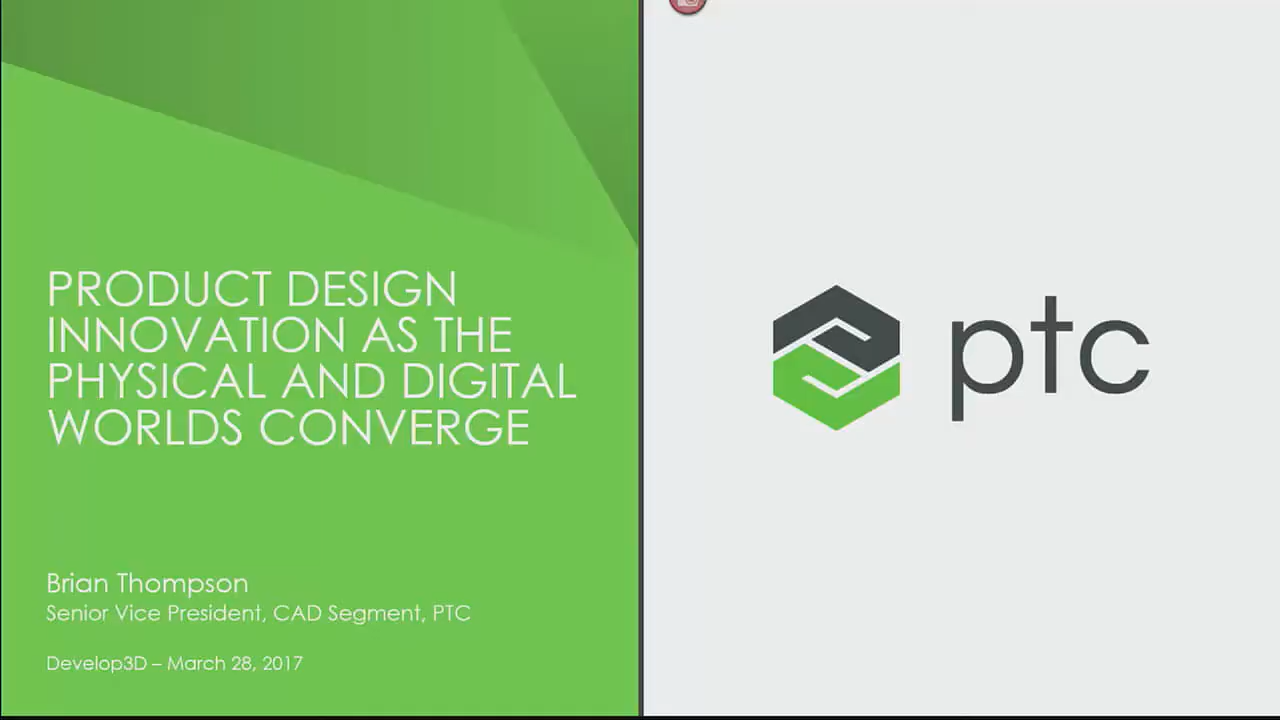 PRODUCT DESIGN
INNOVATION AS THE
PHYSICAL AND DIGITAL
WORLDS CONVERGE
Brian Thompson
Senior Vice President, CAD Segment, PTC
Develop3D – March 28, 2017
ptc